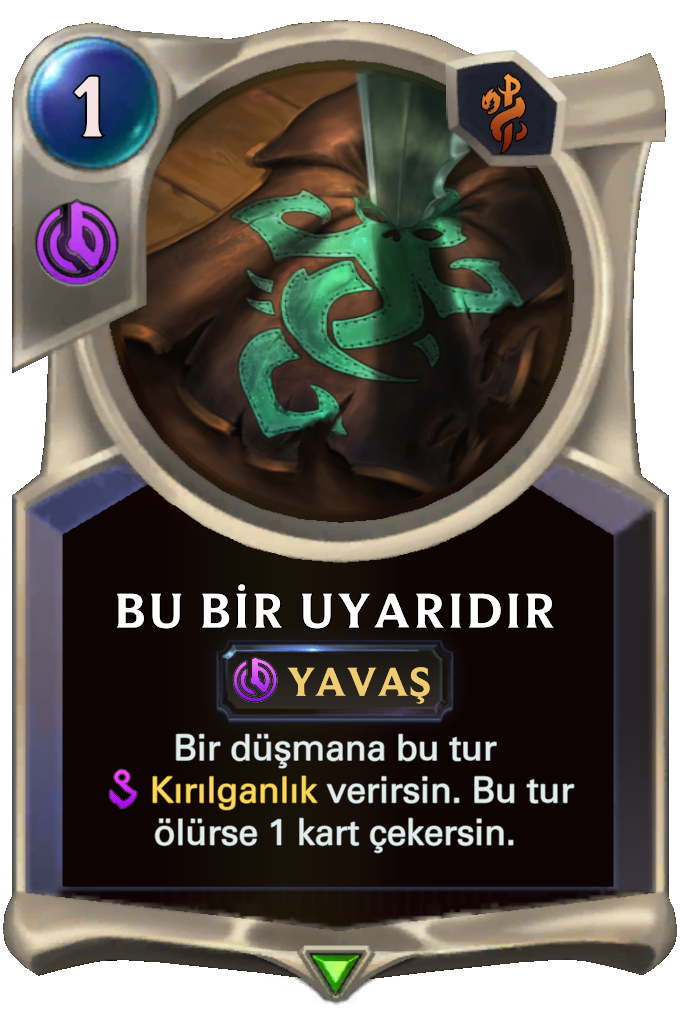 1
BU BİR UYARIDIR
YAVAŞ
Bir düşmana bu tur
Kırılganlık verirsin. Bu tur
ölürse 1 kart çekersin.